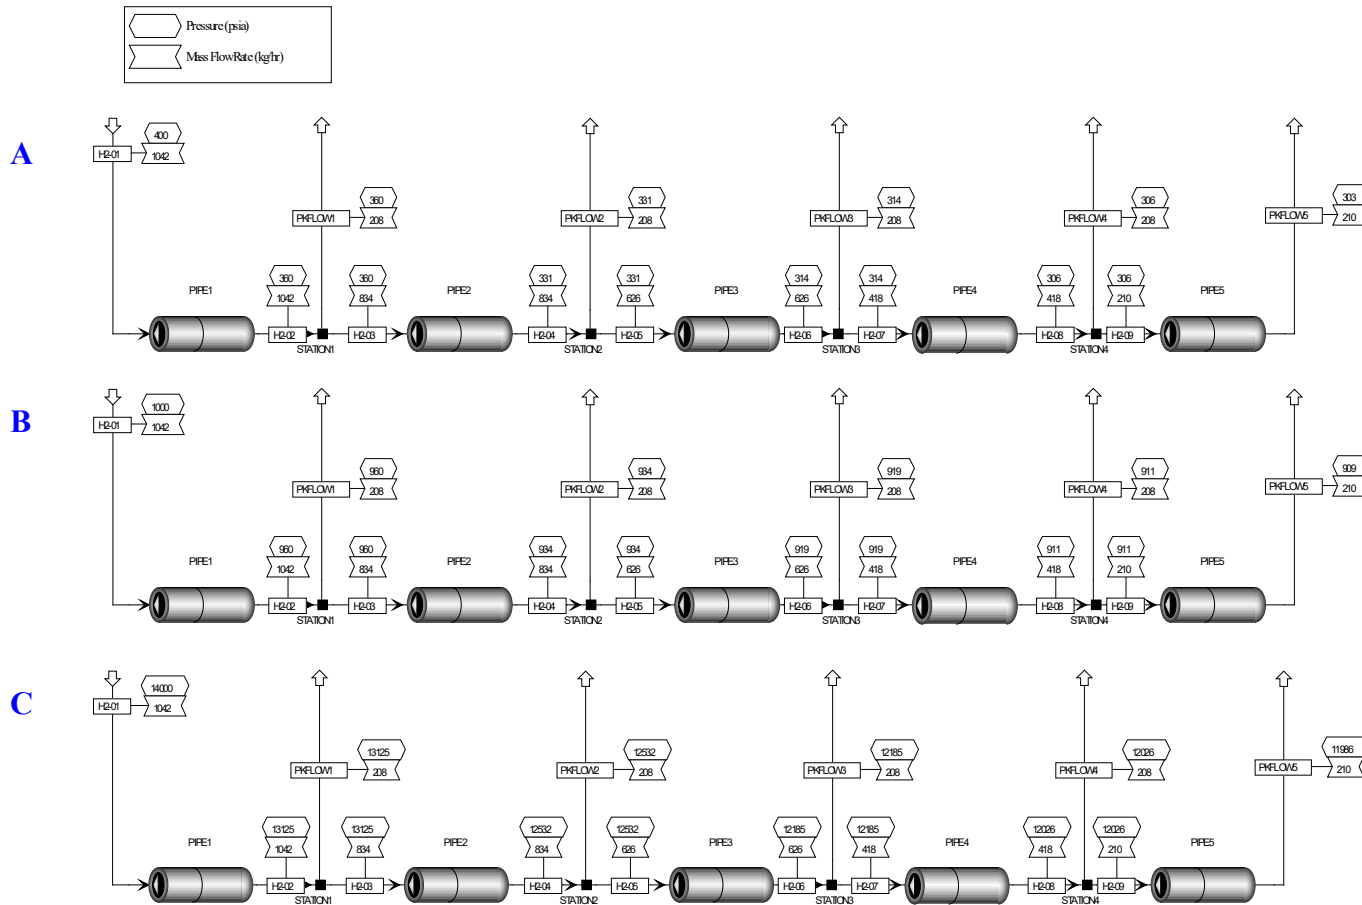 Pressure (psia)
Mass FlowRate (kg/hr)
A
400
H2-01
1042
360
331
314
306
303
PKFLOW1
208
PKFLOW2
208
PKFLOW3
208
PKFLOW4
208
PKFLOW5
210
360
360
331
331
314
314
306
306
PIPE1
1042
834
PIPE2
834
626
PIPE3
626
418
PIPE4
418
210
PIPE5
H2-02
H2-03
H2-04
H2-05
H2-06
H2-07
H2-08
H2-09
STATION1
STATION2
STATION3
STATION4
B
1000
H2-01
1042
960
934
919
911
909
PKFLOW1
208
PKFLOW2
208
PKFLOW3
208
PKFLOW4
208
PKFLOW5
210
960
960
934
934
919
919
911
911
PIPE1
1042
834
PIPE2
834
626
PIPE3
626
418
PIPE4
418
210
PIPE5
H2-02
H2-03
H2-04
H2-05
H2-06
H2-07
H2-08
H2-09
STATION1
STATION2
STATION3
STATION4
C
14000
H2-01
1042
13125
12532
12185
12026
11986
PKFLOW1
208
PKFLOW2
208
PKFLOW3
208
PKFLOW4
208
PKFLOW5
210
13125
13125
12532
12532
12185
12185
12026
12026
PIPE1
1042
834
PIPE2
834
626
PIPE3
626
418
PIPE4
418
210
PIPE5
H2-02
H2-03
H2-04
H2-05
H2-06
H2-07
H2-08
H2-09
STATION1
STATION2
STATION3
STATION4